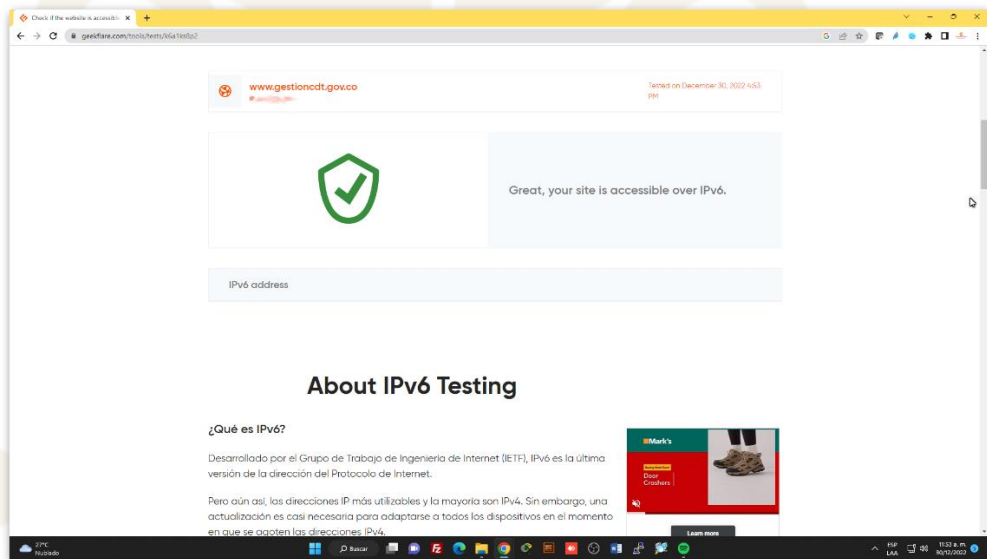 Check if the website is accessible
geekflare.com/tools/tests/k6a1ks8p2
www.gestioncdt.gov.co
Tested on December 30, 2022 4:53
PM
Great, your site is accessible over IPv6.
IPv6 address
About IPv6 Testing
¿Qué es IPv6?
Desarrollado por el Grupo de Trabajo de Ingeniería de Internet (IETF), IPv6 es la última
versión de la dirección del Protocolo de Internet.
Pero aún así, las direcciones IP más utilizables y la mayoría son IPv4. Sin embargo, una
actualización es casi necesaria para adaptarse a todos los dispositivos en el momento
en que se agoten las direcciones IPv4.
Mark's
Door
Crashers
Learn more
27°C
Nublado
Buscar
ESP
LAA
11:53 a. m.
30/12/2022